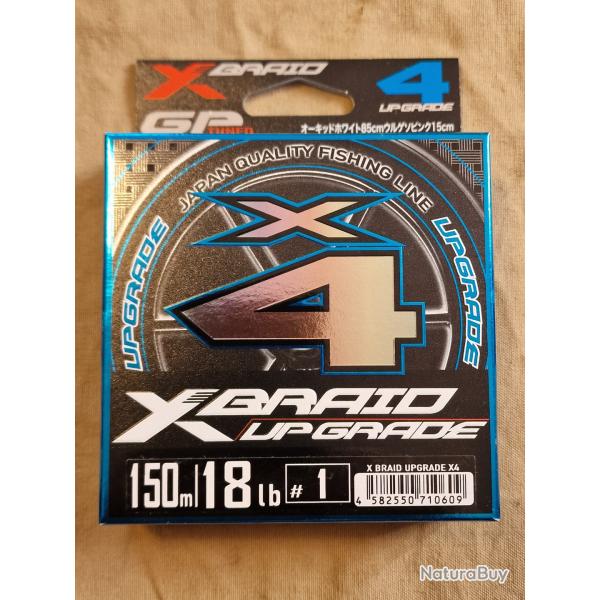 X BRAID
4
UPGRADE
GP
TUNED
オーキッドホワイト85cmウルゲソピンク15cm
JAPAN QUALITY FISHING LINE
UPGRADE
UPGRADE
X
4
XBRAID
UPGRADE
150m 18lb #1
X BRAID UPGRADE X4
4 582550 710609
NaturaBuy